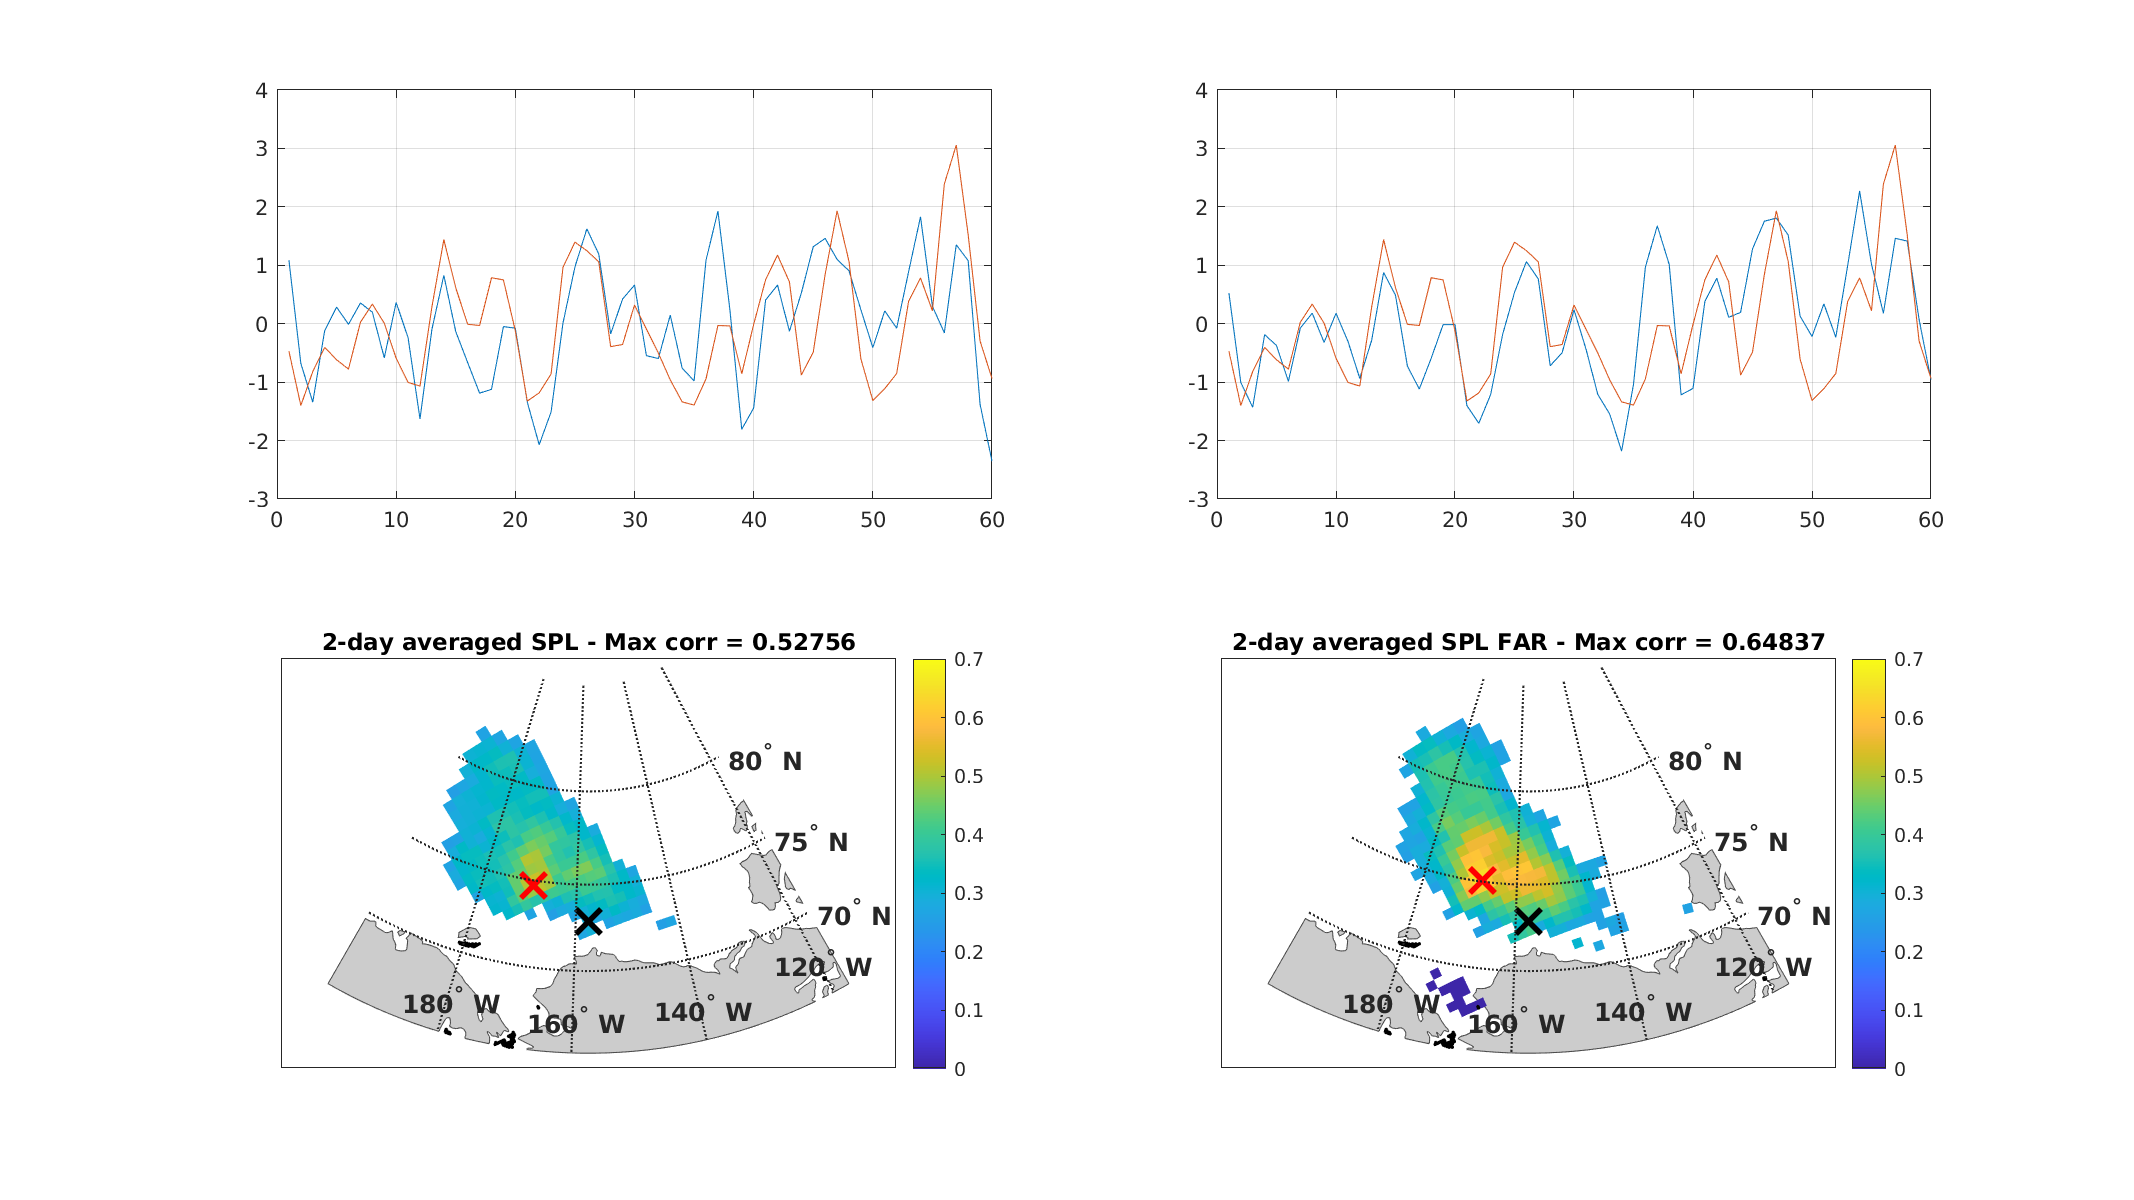 4
3
2
1
0
-1
-2
-3
0 10 20 30 40 50 60
4
3
2
1
0
-1
-2
-3
0 10 20 30 40 50 60
2-day averaged SPL - Max corr = 0.52756
80° N
75° N
70° N
120° W
180° W
160° W
140° W
0.7
0.6
0.5
0.4
0.3
0.2
0.1
0
2-day averaged SPL FAR - Max corr = 0.64837
80° N
75° N
70° N
120° W
180° W
160° W
140° W
0.7
0.6
0.5
0.4
0.3
0.2
0.1
0